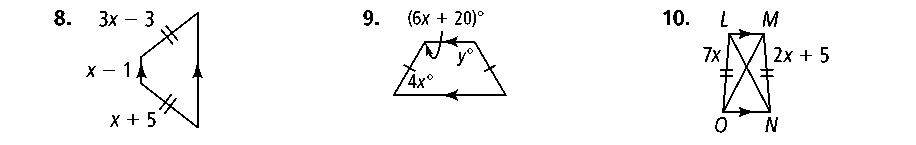 8. 3x − 3
x − 1
x + 5
9. (6x + 20)°
y°
4x°
10. L M
7x 2x + 5
O N